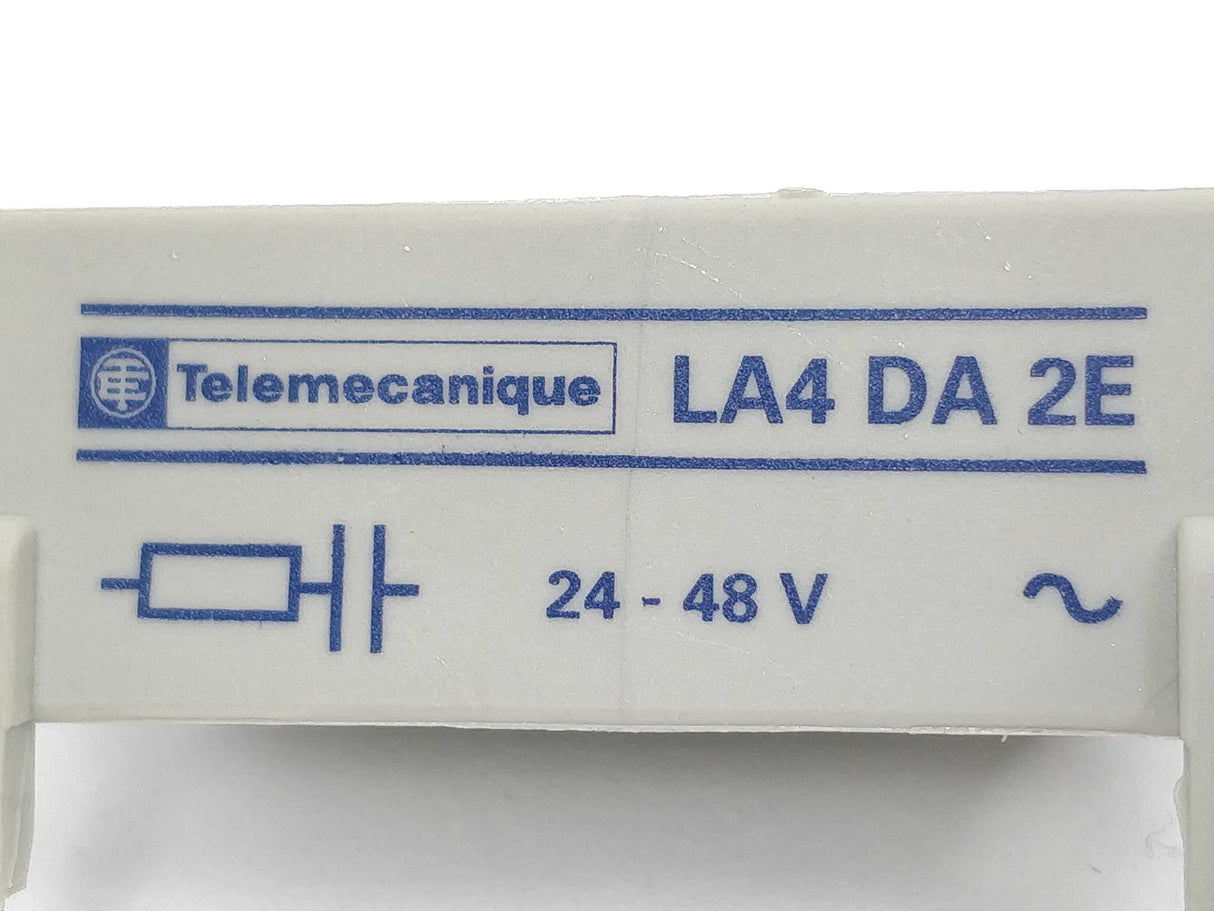 Telemecanique LA4 DA 2E
24 - 48 V ~